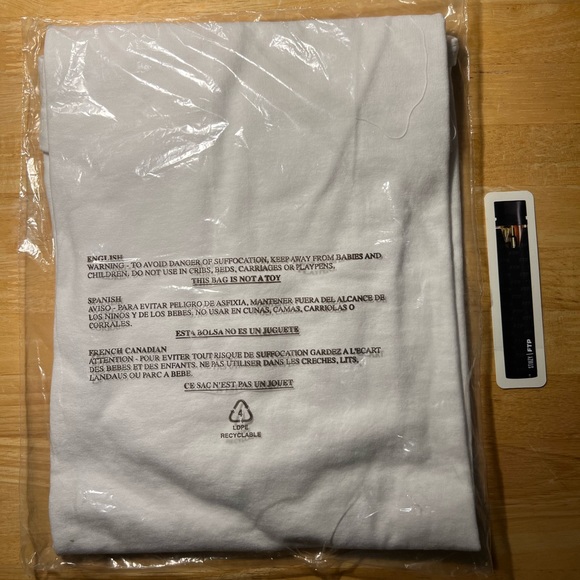 ENGLISH
WARNING - TO AVOID DANGER OF SUFFOCATION, KEEP AWAY FROM BABIES AND
CHILDREN, DO NOT USE IN CRIBS, BEDS, CARRIAGES OR PLAYPENS,
THIS BAG IS NOT A TOY
SPANISH
AVISO - PARA EVITAR PELIGRO DE ASFIXIA, MANTENER FUERA DEL ALCANCE DE
LOS NINOS Y DE LOS BEBES, NO USAR EN CUNAS, CAMAS, CARRIOLAS O
CORRALES.
ESTA BOLSA NO ES UN JUGUETE
FRENCH CANADIAN
ATTENTION - POUR EVITER TOUT RISQUE DE SUFFOCATION GARDEZ A L'ECART
DES BEBES ET DES ENFANTS. NE PAS UTILISER DANS LES CRECHES, LITS,
LANDAUS OU PARC A BEBE.
CE SAC N'EST PAS UN JOUET
4
LDPE
RECYCLABLE
STIIIZY | FTP